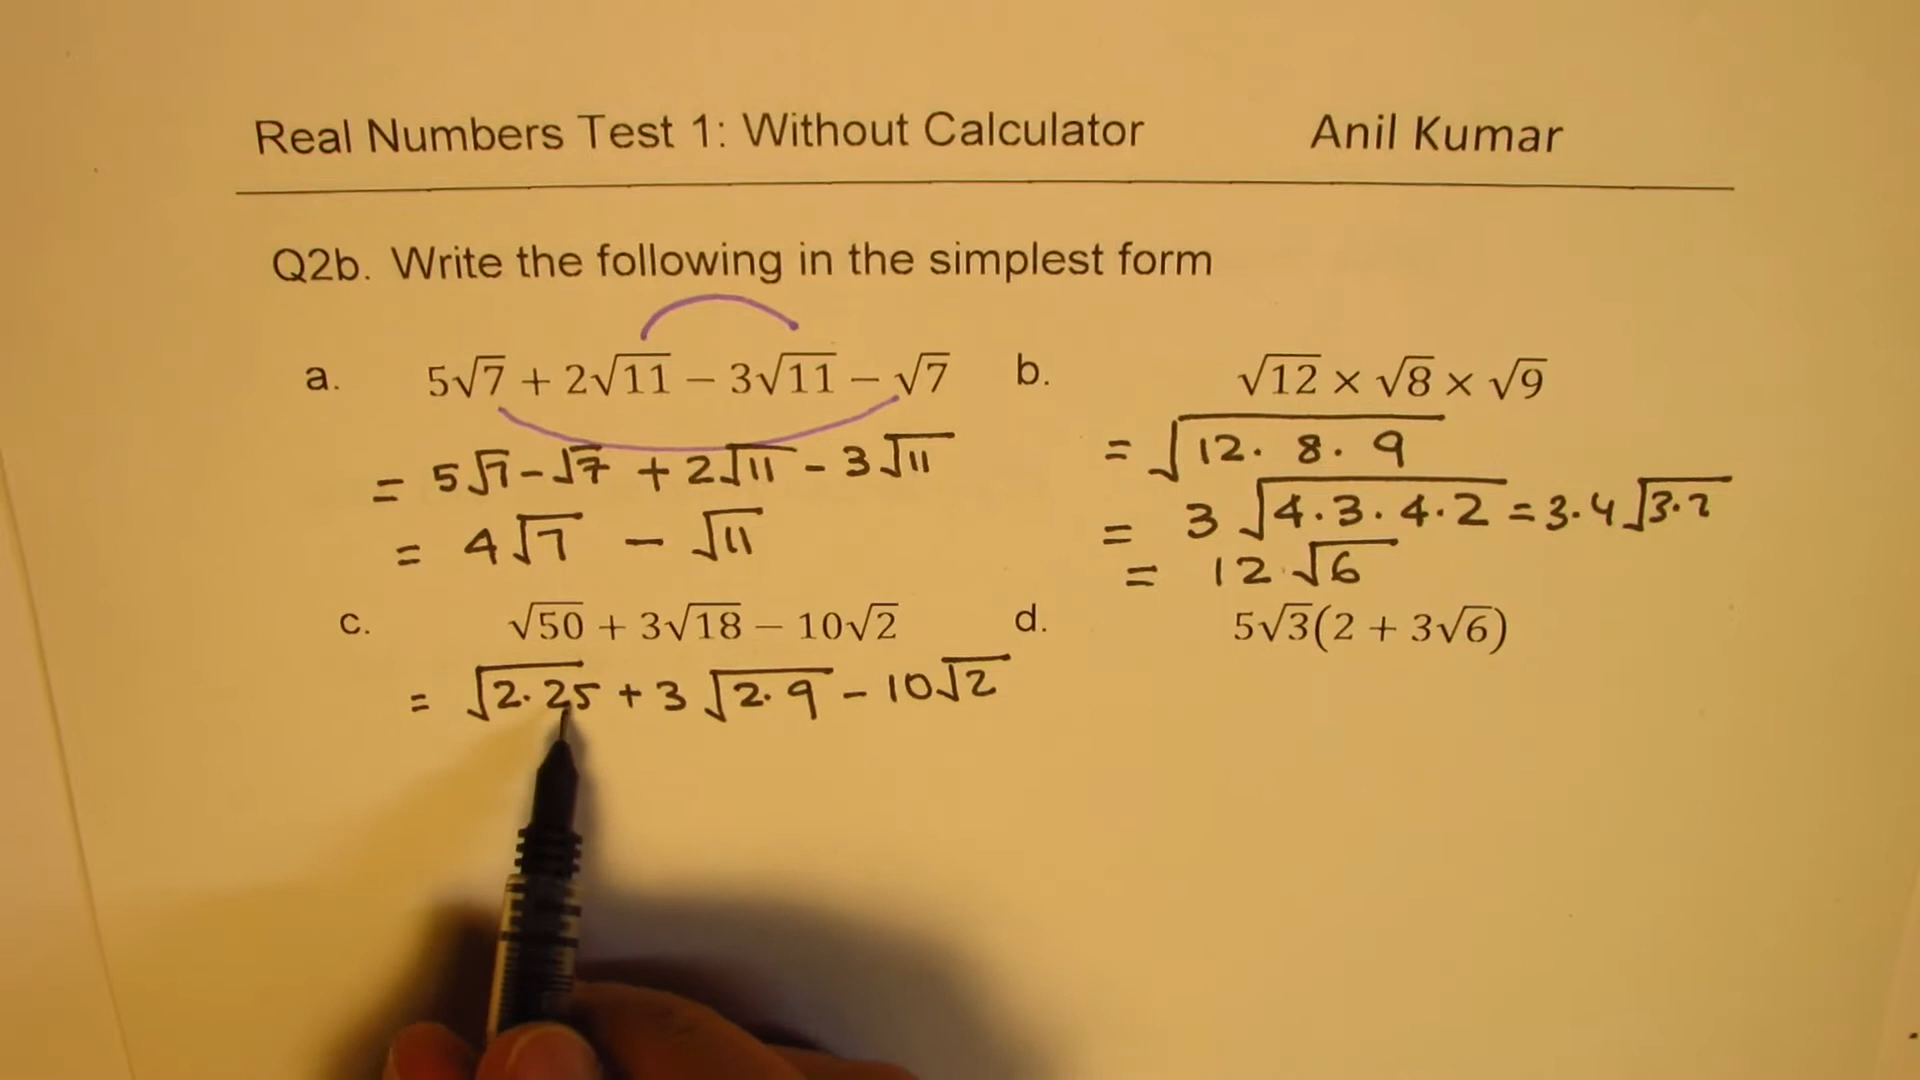 Real Numbers Test 1: Without Calculator Anil Kumar
Q2b. Write the following in the simplest form
a. 5√7 + 2√11 − 3√11 − √7
= 5√7 − √7 + 2√11 − 3√11
= 4√7 − √11
b. √12 × √8 × √9
= √(12 · 8 · 9)
= 3√(4 · 3 · 4 · 2) = 3 · 4√(3 · 2)
= 12 · √6
c. √50 + 3√18 − 10√2
= √(2 · 25) + 3√(2 · 9) − 10√2
d. 5√3(2 + 3√6)